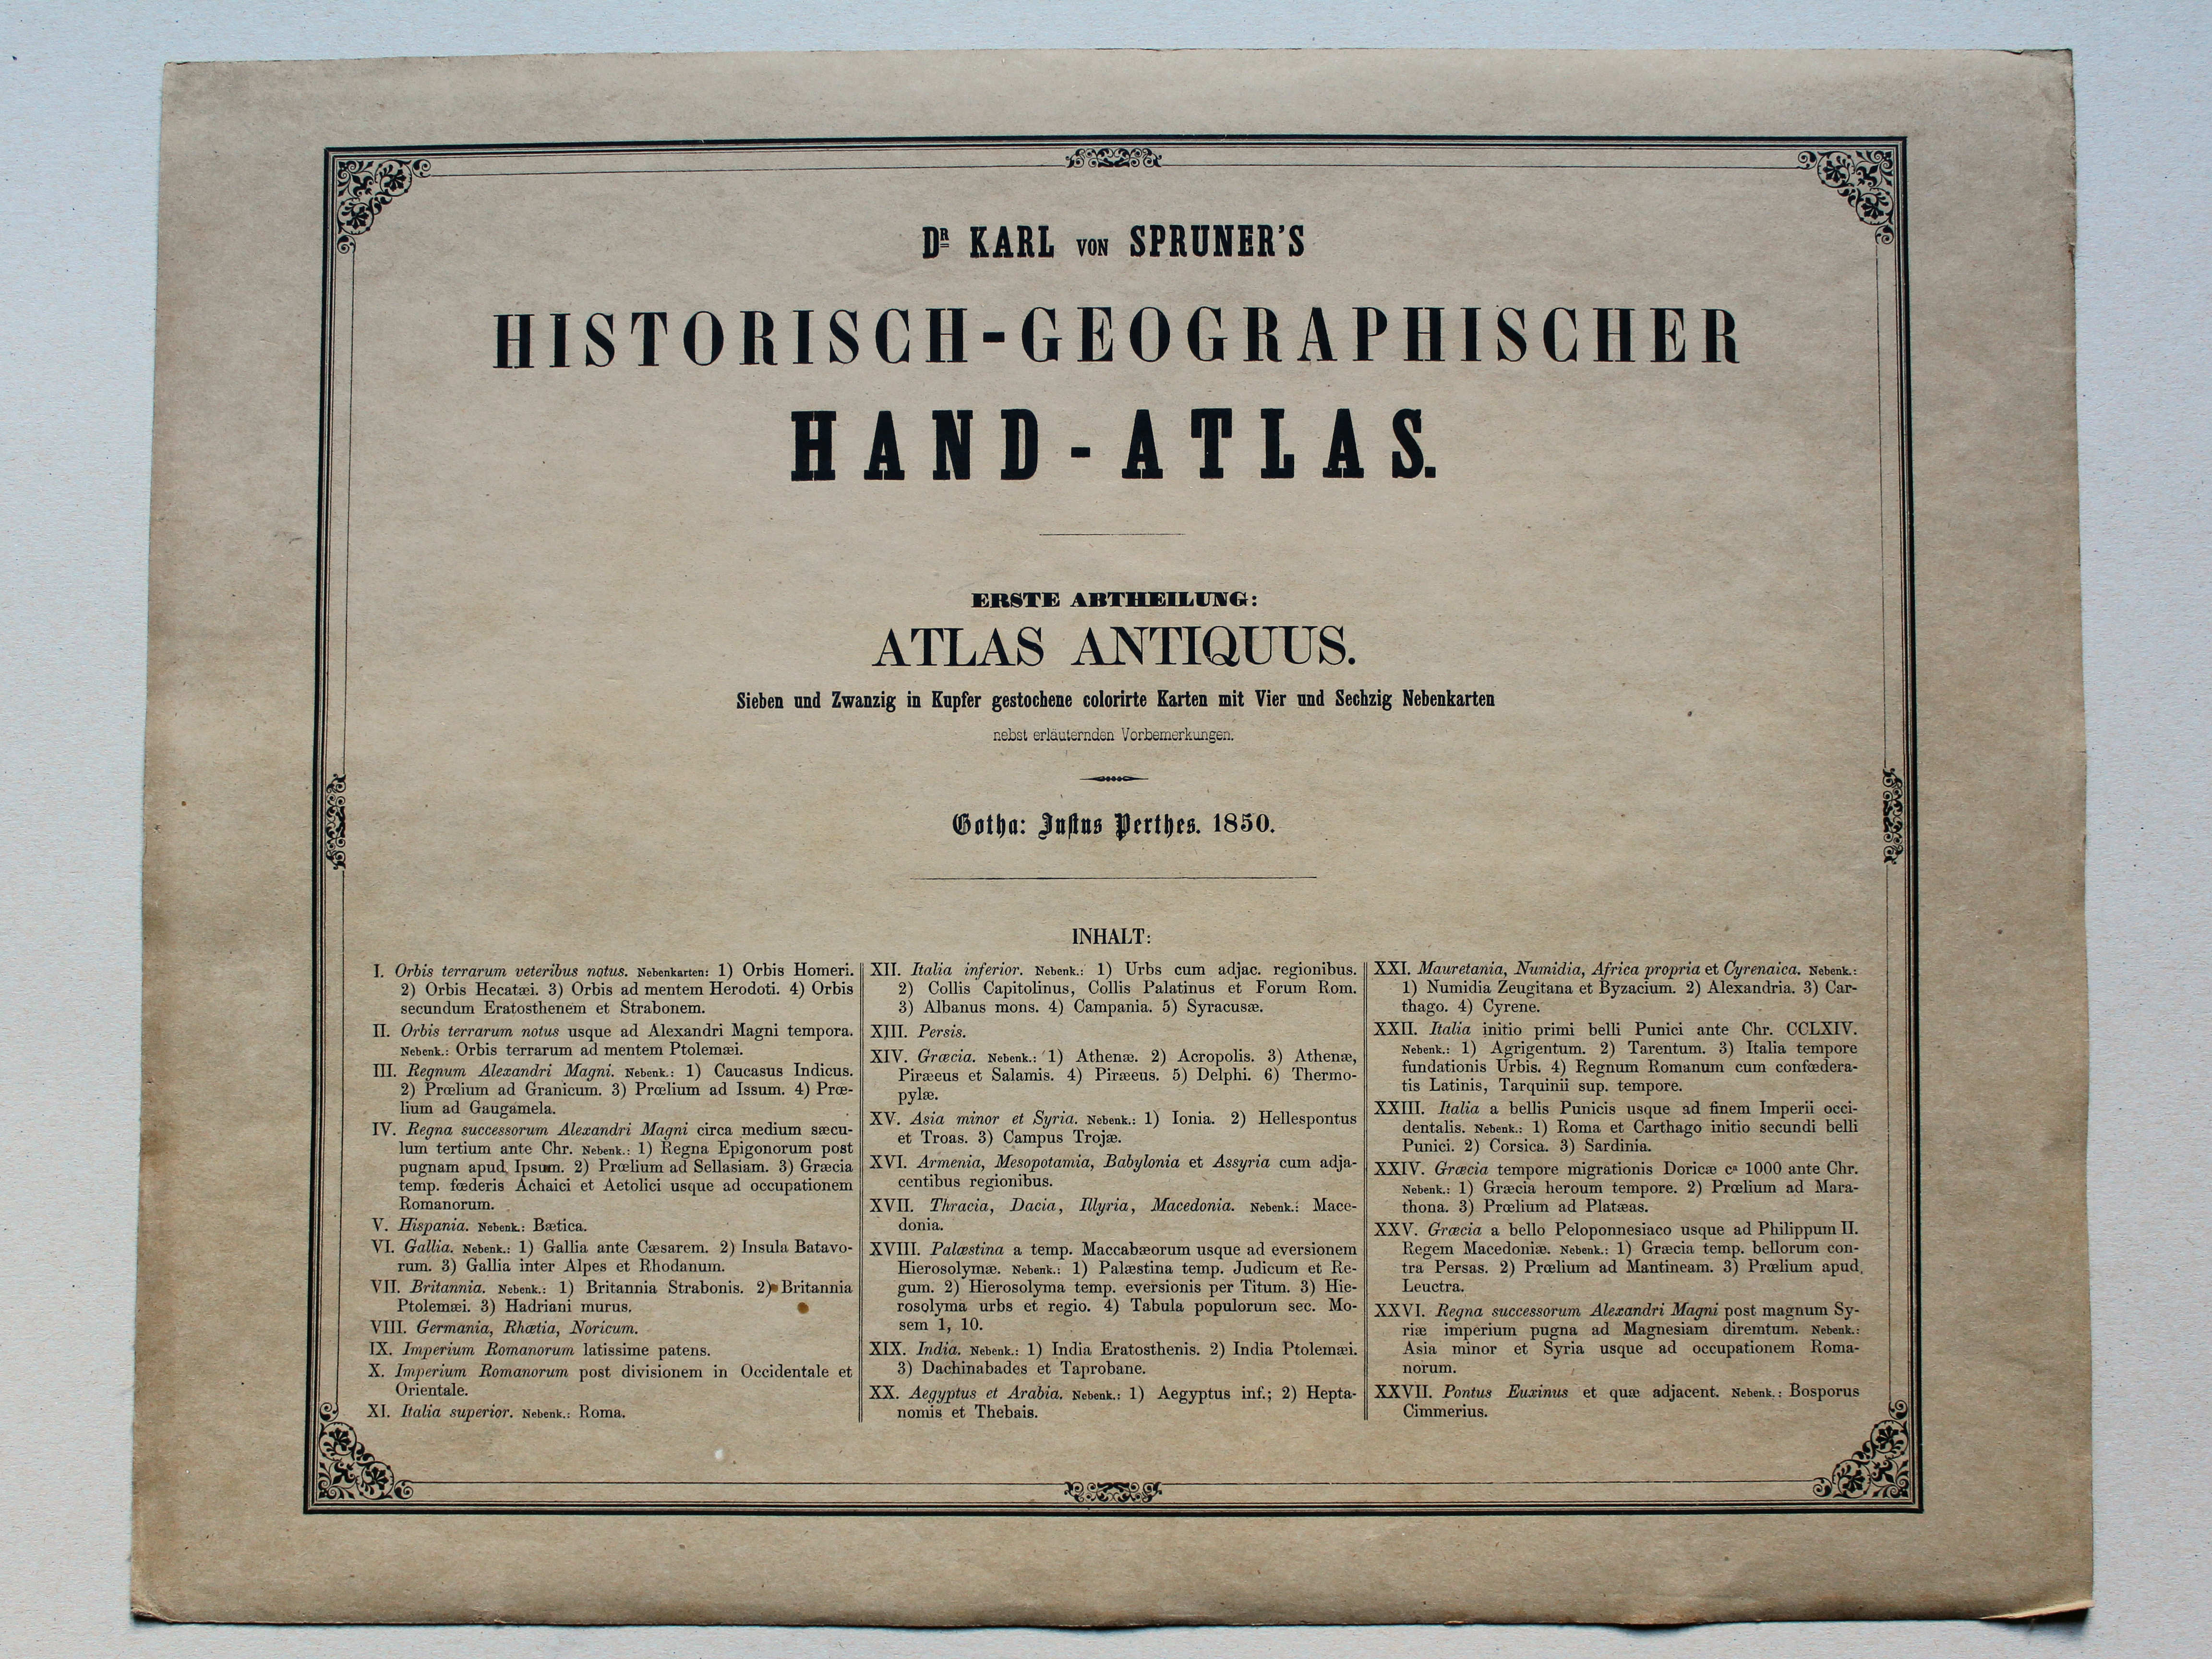 DR KARL VON SPRUNER'S
HISTORISCH-GEOGRAPHISCHER
HAND-ATLAS.
ERSTE ABTHEILUNG:
ATLAS ANTIQUUS.
Sieben und Zwanzig in Kupfer gestochene colorirte Karten mit Vier und Sechzig Nebenkarten
nebst erläuternden Vorbemerkungen.
Gotha: Justus Perthes. 1850.
INHALT:
I. Orbis terrarum veteribus notus. Nebenkarten: 1) Orbis Homeri.
2) Orbis Hecatæi. 3) Orbis ad mentem Herodoti. 4) Orbis
secundum Eratosthenem et Strabonem.
II. Orbis terrarum notus usque ad Alexandri Magni tempora.
Nebenk.: Orbis terrarum ad mentem Ptolemæi.
III. Regnum Alexandri Magni. Nebenk.: 1) Caucasus Indicus.
2) Prœlium ad Granicum. 3) Prœlium ad Issum. 4) Prœ-
lium ad Gaugamela.
IV. Regna successorum Alexandri Magni circa medium sæcu-
lum tertium ante Chr. Nebenk.: 1) Regna Epigonorum post
pugnam apud Ipsum. 2) Prœlium ad Sellasiam. 3) Græcia
temp. fœderis Achaici et Aetolici usque ad occupationem
Romanorum.
V. Hispania. Nebenk.: Bætica.
VI. Gallia. Nebenk.: 1) Gallia ante Cæsarem. 2) Insula Batavo-
rum. 3) Gallia inter Alpes et Rhodanum.
VII. Britannia. Nebenk.: 1) Britannia Strabonis. 2) Britannia
Ptolemæi. 3) Hadriani murus.
VIII. Germania, Rhœtia, Noricum.
IX. Imperium Romanorum latissime patens.
X. Imperium Romanorum post divisionem in Occidentale et
Orientale.
XI. Italia superior. Nebenk.: Roma.
XII. Italia inferior. Nebenk.: 1) Urbs cum adjac. regionibus.
2) Collis Capitolinus, Collis Palatinus et Forum Rom.
3) Albanus mons. 4) Campania. 5) Syracusæ.
XIII. Persis.
XIV. Græcia. Nebenk.: 1) Athenæ. 2) Acropolis. 3) Athenæ,
Piræeus et Salamis. 4) Piræeus. 5) Delphi. 6) Thermo-
pylæ.
XV. Asia minor et Syria. Nebenk.: 1) Ionia. 2) Hellespontus
et Troas. 3) Campus Trojæ.
XVI. Armenia, Mesopotamia, Babylonia et Assyria cum adja-
centibus regionibus.
XVII. Thracia, Dacia, Illyria, Macedonia. Nebenk.: Mace-
donia.
XVIII. Palæstina a temp. Maccabæorum usque ad eversionem
Hierosolymæ. Nebenk.: 1) Palæstina temp. Judicum et Re-
gum. 2) Hierosolyma temp. eversionis per Titum. 3) Hie-
rosolyma urbs et regio. 4) Tabula populorum sec. Mo-
sem 1, 10.
XIX. India. Nebenk.: 1) India Eratosthenis. 2) India Ptolemæi.
3) Dachinabades et Taprobane.
XX. Aegyptus et Arabia. Nebenk.: 1) Aegyptus inf.; 2) Hepta-
nomis et Thebais.
XXI. Mauretania, Numidia, Africa propria et Cyrenaica. Nebenk.:
1) Numidia Zeugitana et Byzacium. 2) Alexandria. 3) Car-
thago. 4) Cyrene.
XXII. Italia initio primi belli Punici ante Chr. CCLXIV.
Nebenk.: 1) Agrigentum. 2) Tarentum. 3) Italia tempore
fundationis Urbis. 4) Regnum Romanum cum confœdera-
tis Latinis, Tarquinii sup. tempore.
XXIII. Italia a bellis Punicis usque ad finem Imperii occi-
dentalis. Nebenk.: 1) Roma et Carthago initio secundi belli
Punici. 2) Corsica. 3) Sardinia.
XXIV. Græcia tempore migrationis Doricæ ca 1000 ante Chr.
Nebenk.: 1) Græcia heroum tempore. 2) Prœlium ad Mara-
thona. 3) Prœlium ad Platæas.
XXV. Græcia a bello Peloponnesiaco usque ad Philippum II.
Regem Macedoniæ. Nebenk.: 1) Græcia temp. bellorum con-
tra Persas. 2) Prœlium ad Mantineam. 3) Prœlium apud
Leuctra.
XXVI. Regna successorum Alexandri Magni post magnum Sy-
riæ imperium pugna ad Magnesiam diremtum. Nebenk.:
Asia minor et Syria usque ad occupationem Roma-
norum.
XXVII. Pontus Euxinus et quæ adjacent. Nebenk.: Bosporus
Cimmerius.